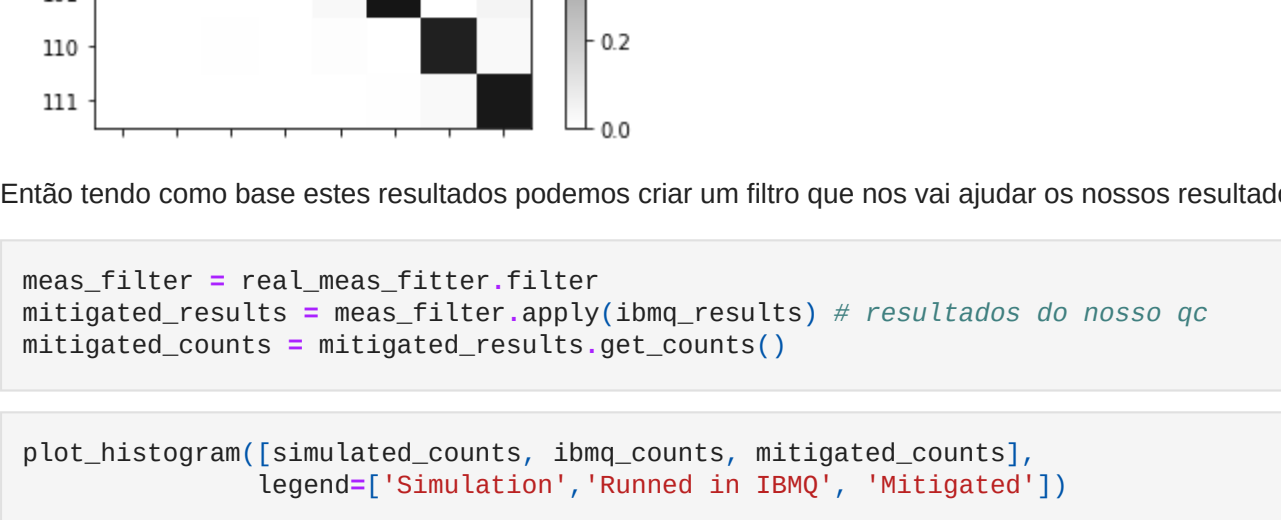 110
0.2
111
0.0
Então tendo como base estes resultados podemos criar um filtro que nos vai ajudar os nossos
meas_filter = real_meas_fitter.filter
mitigated_results = meas_filter.apply(ibmq_results) # resultados do nosso qc
mitigated_counts = mitigated_results.get_counts()
plot_histogram([simulated_counts, ibmq_counts, mitigated_counts],
legend=['Simulation','Runned in IBMQ', 'Mitigated'])